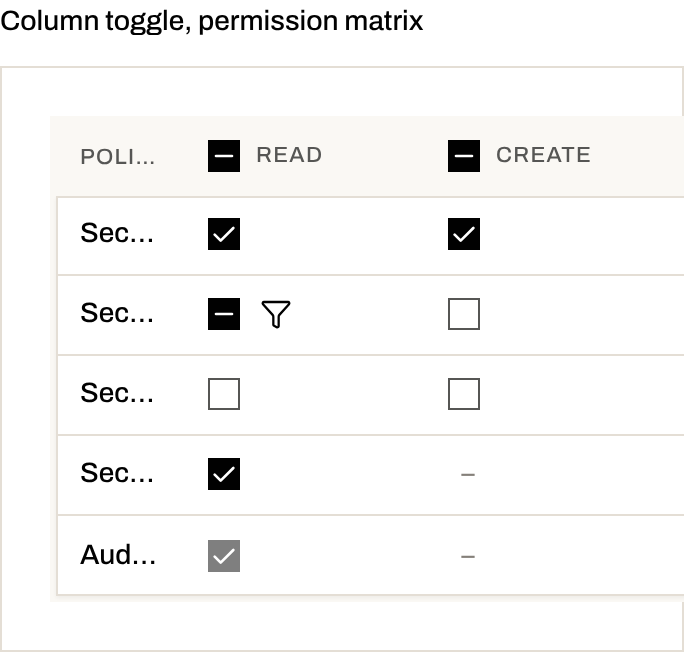 Column toggle, permission matrix
POLI... READ CREATE
Sec...
Sec...
Sec...
Sec... –
Aud... –